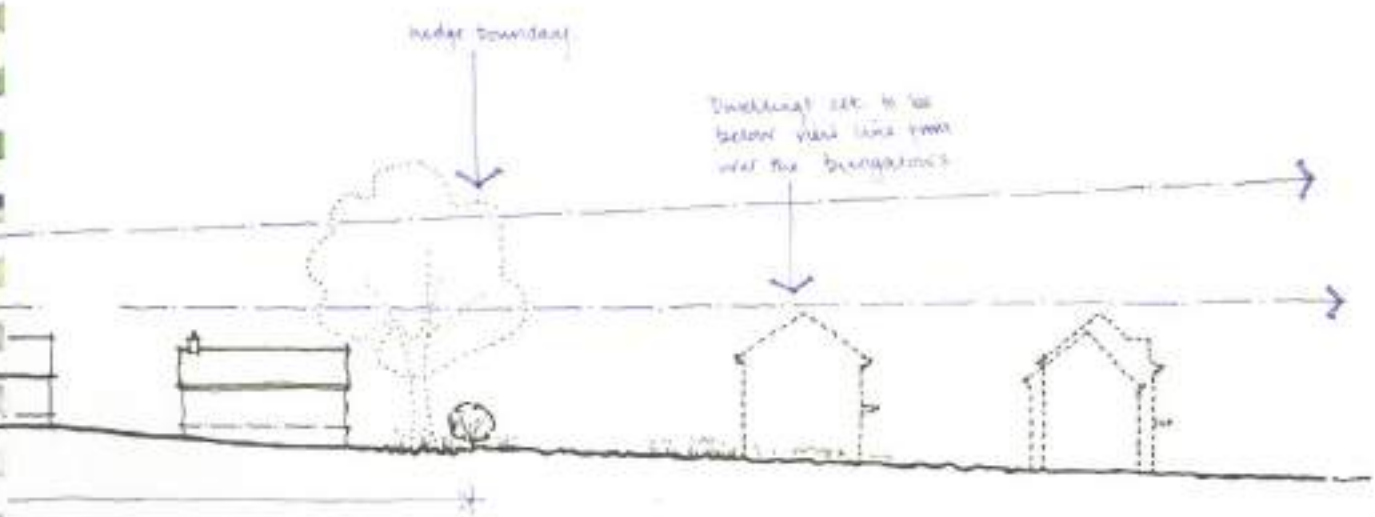 hedge boundary
Dwellings set to be
below view line from
over the bungalows